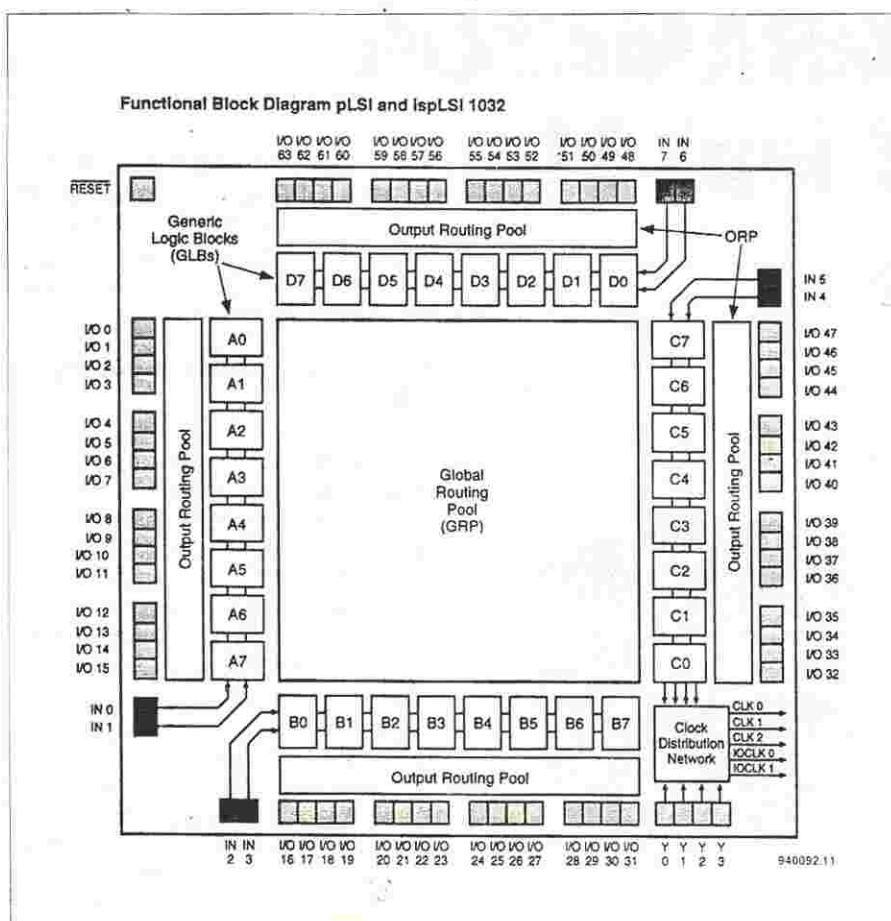 Functional Block Diagram pLSI and ispLSI 1032
I/O I/O I/O I/O I/O I/O I/O I/O I/O I/O I/O I/O I/O I/O I/O I/O IN IN
63 62 61 60 59 58 57 56 55 54 53 52 51 50 49 48 7 6
RESET
Generic
Logic Blocks
(GLBs)
Output Routing Pool
ORP
D7 D6 D5 D4 D3 D2 D1 D0
IN 5
IN 4
I/O 0
I/O 1
I/O 2
I/O 3
I/O 4
I/O 5
I/O 6
I/O 7
I/O 8
I/O 9
I/O 10
I/O 11
I/O 12
I/O 13
I/O 14
I/O 15
IN 0
IN 1
Output Routing Pool
A0
A1
A2
A3
A4
A5
A6
A7
Global
Routing
Pool
(GRP)
C7
C6
C5
C4
C3
C2
C1
C0
Output Routing Pool
I/O 47
I/O 46
I/O 45
I/O 44
I/O 43
I/O 42
I/O 41
I/O 40
I/O 39
I/O 38
I/O 37
I/O 36
I/O 35
I/O 34
I/O 33
I/O 32
B0 B1 B2 B3 B4 B5 B6 B7
Output Routing Pool
Clock
Distribution
Network
CLK 0
CLK 1
CLK 2
IOCLK 0
IOCLK 1
IN IN I/O I/O I/O I/O I/O I/O I/O I/O I/O I/O I/O I/O I/O I/O I/O I/O Y Y Y Y
2 3 16 17 18 19 20 21 22 23 24 25 26 27 28 29 30 31 0 1 2 3
940092.11